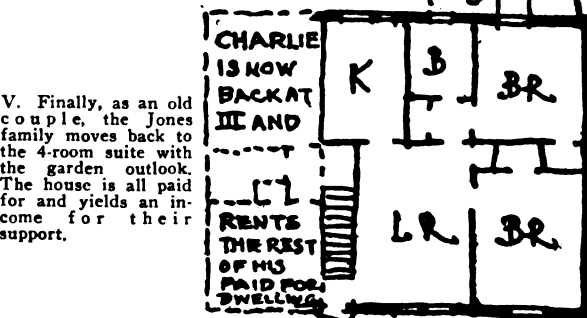 V. Finally, as an old
couple, the Jones
family moves back to
the 4-room suite with
the garden outlook.
The house is all paid
for and yields an in-
come for their
support.
CHARLIE
IS NOW
BACK AT
III AND
RENTS
THE REST
OF HIS
PAID FOR
DWELLING
K
B
BR
LR
BR